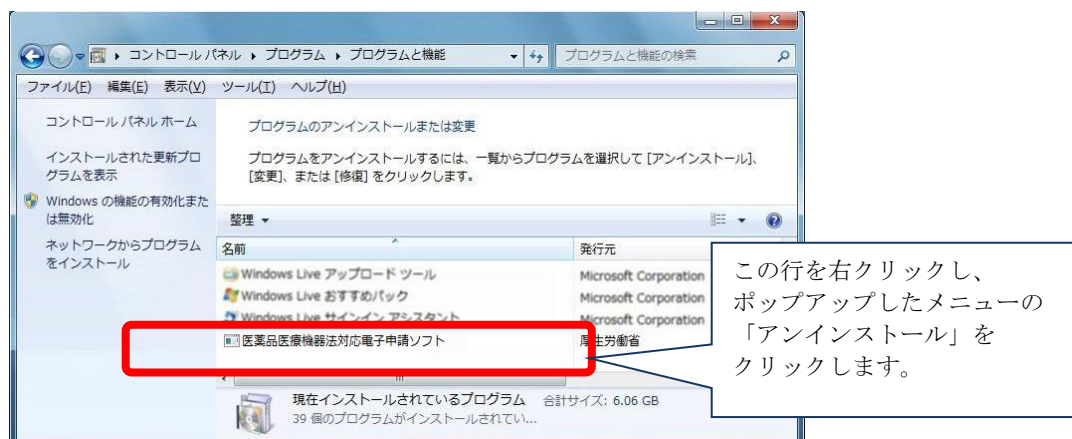 コントロール パネル ▸ プログラム ▸ プログラムと機能
プログラムと機能の検索
ファイル(F) 編集(E) 表示(V) ツール(T) ヘルプ(H)
コントロール パネル ホーム
インストールされた更新プロ
グラムを表示
Windows の機能の有効化また
は無効化
ネットワークからプログラム
をインストール
プログラムのアンインストールまたは変更
プログラムをアンインストールするには、一覧からプログラムを選択して [アンインストール]、
[変更]、または [修復] をクリックします。
整理
名前 発行元
Windows Live アップロード ツール Microsoft Corporation
Windows Live おすすめパック Microsoft Corporation
Windows Live サインイン アシスタント Microsoft Corporation
医薬品医療機器法対応電子申請ソフト 厚生労働省
現在インストールされているプログラム 合計サイズ: 6.06 GB
39 個のプログラムがインストールされてい...
この行を右クリックし、
ポップアップしたメニューの
「アンインストール」を
クリックします。